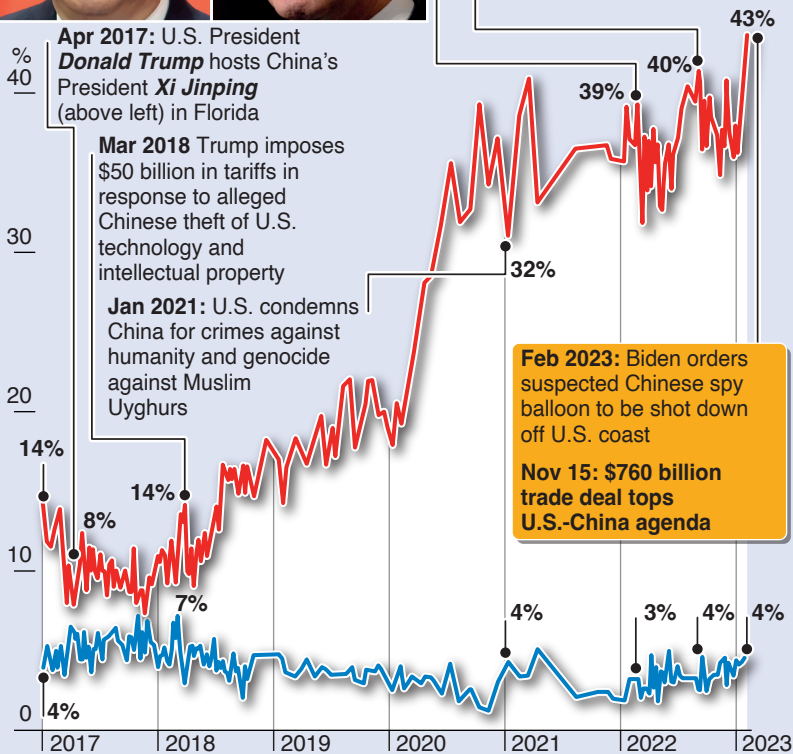 43%
Apr 2017: U.S. President
Donald Trump hosts China's
President Xi Jinping
(above left) in Florida
%
40
40%
39%
Mar 2018 Trump imposes
$50 billion in tariffs in
response to alleged
Chinese theft of U.S.
technology and
intellectual property
30
32%
Jan 2021: U.S. condemns
China for crimes against
humanity and genocide
against Muslim
Uyghurs
Feb 2023: Biden orders
suspected Chinese spy
balloon to be shot down
off U.S. coast
Nov 15: $760 billion
trade deal tops
U.S.-China agenda
20
14%
14%
8%
10
7%
4%
3%
4%
4%
0
4%
2017
2018
2019
2020
2021
2022
2023